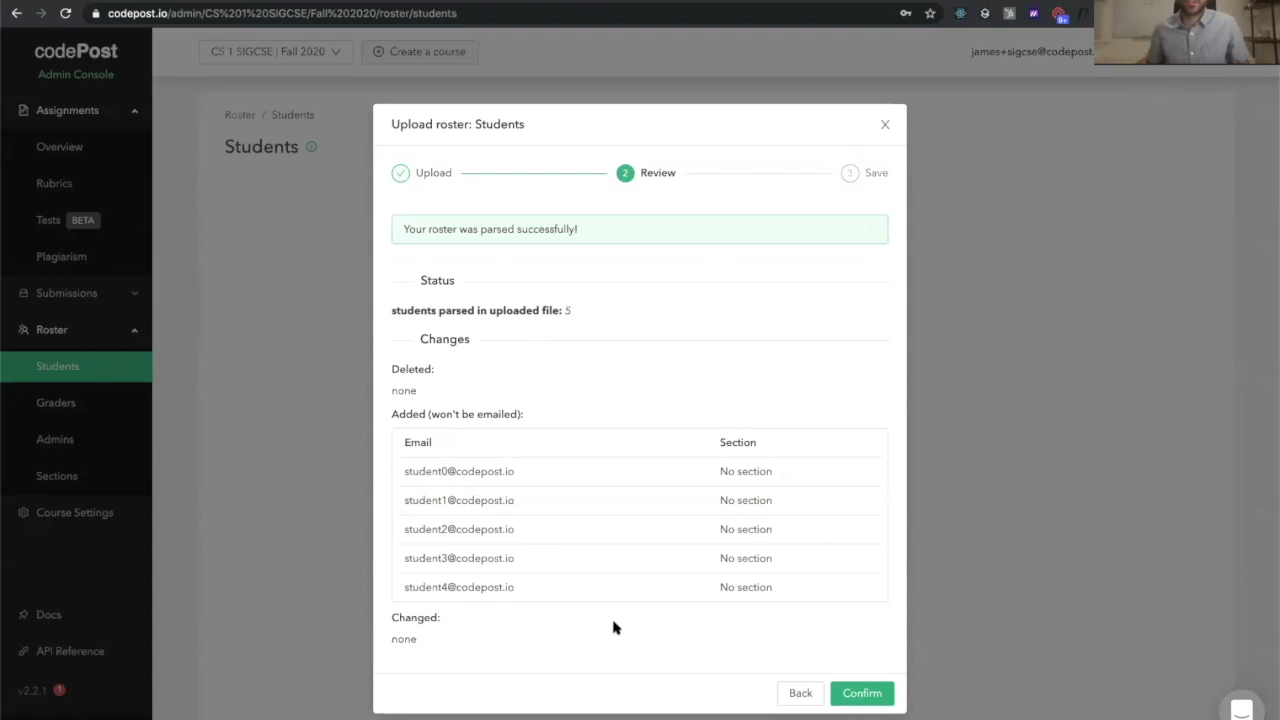 codepost.io/admin/CS%201%20SIGCSE/Fall%202020/roster/students
9+
f?
codePost
Admin Console
CS 1 SIGCSE | Fall 2020
Create a course
james+sigcse@codepost.
Assignments
Overview
Rubrics
Tests BETA
Plagiarism
Submissions
Roster
Students
Graders
Admins
Sections
Course Settings
Docs
API Reference
v2.2.1 1
Roster / Students
Students
Upload roster: Students
X
Upload
2 Review
3 Save
Your roster was parsed successfully!
Status
students parsed in uploaded file: 5
Changes
Deleted:
none
Added (won't be emailed):
Email Section
student0@codepost.io No section
student1@codepost.io No section
student2@codepost.io No section
student3@codepost.io No section
student4@codepost.io No section
Changed:
none
Back
Confirm